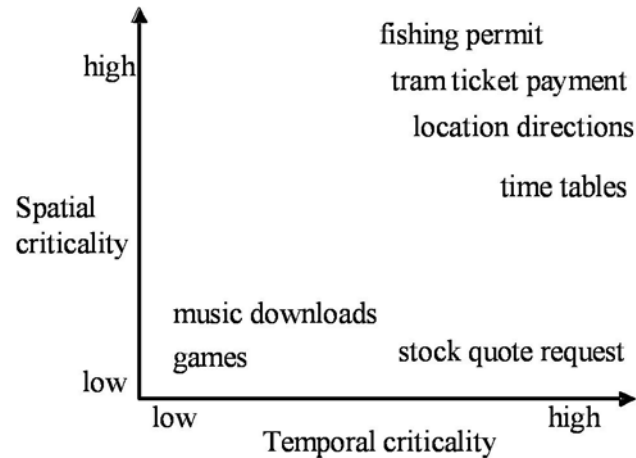 fishing permit
high
tram ticket payment
location directions
time tables
Spatial
criticality
music downloads
games
stock quote request
low
low
high
Temporal criticality